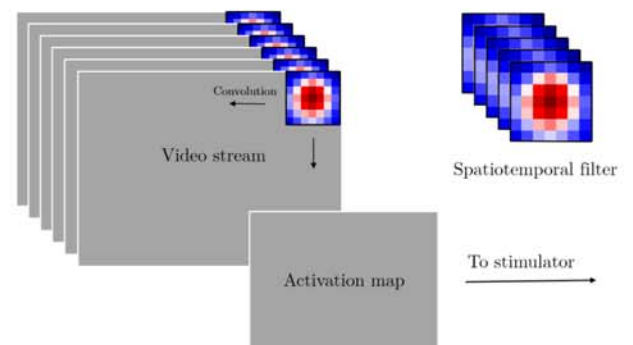 Convolution
Video stream
Spatiotemporal filter
Activation map
To stimulator